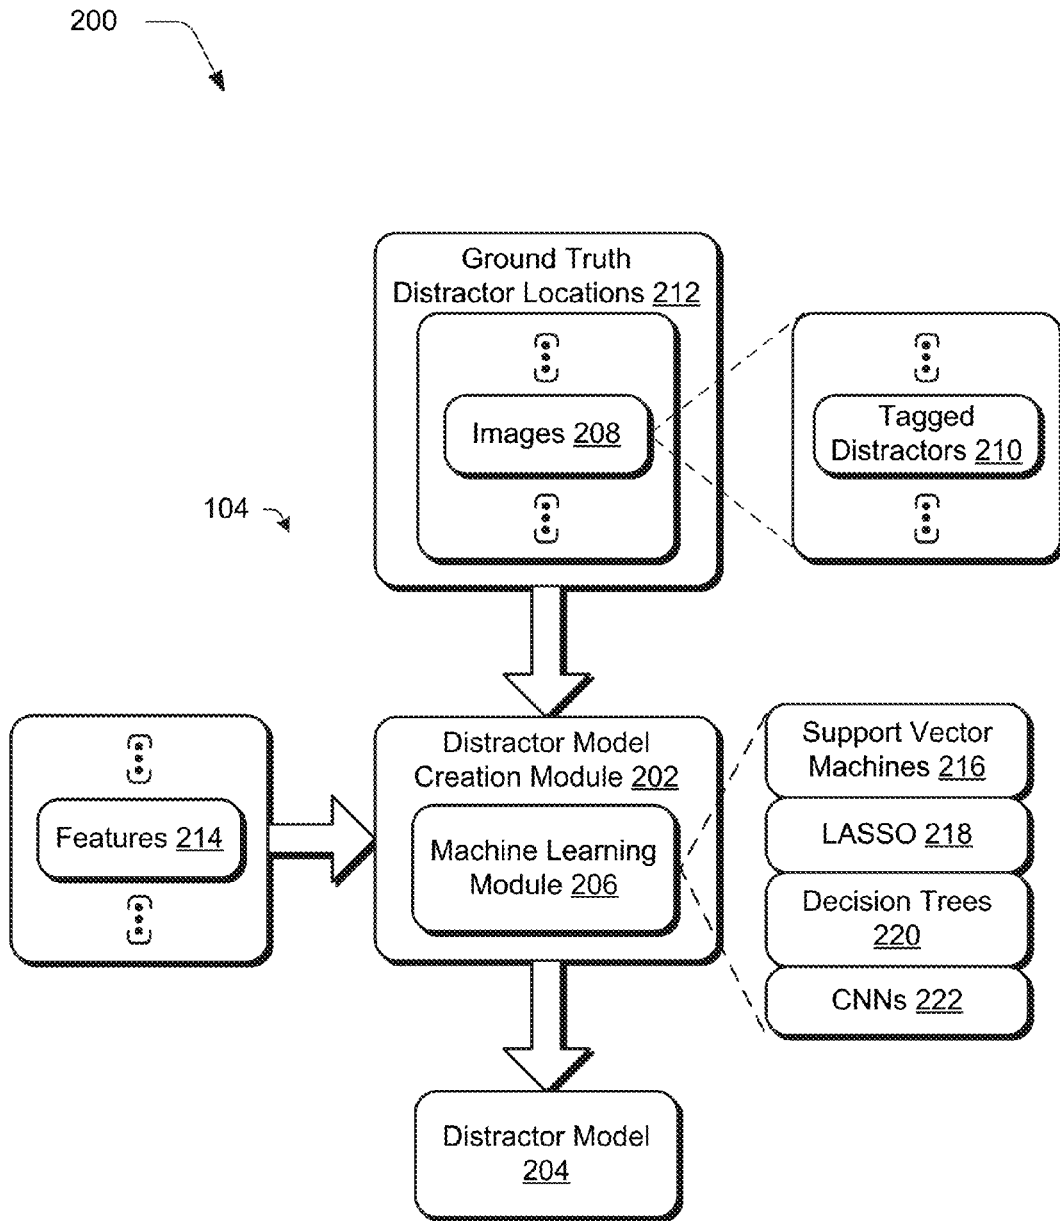 200
Ground Truth
Distractor Locations 212
Images 208
Tagged
Distractors 210
104
Features 214
Distractor Model
Creation Module 202
Machine Learning
Module 206
Support Vector
Machines 216
LASSO 218
Decision Trees
220
CNNs 222
Distractor Model
204